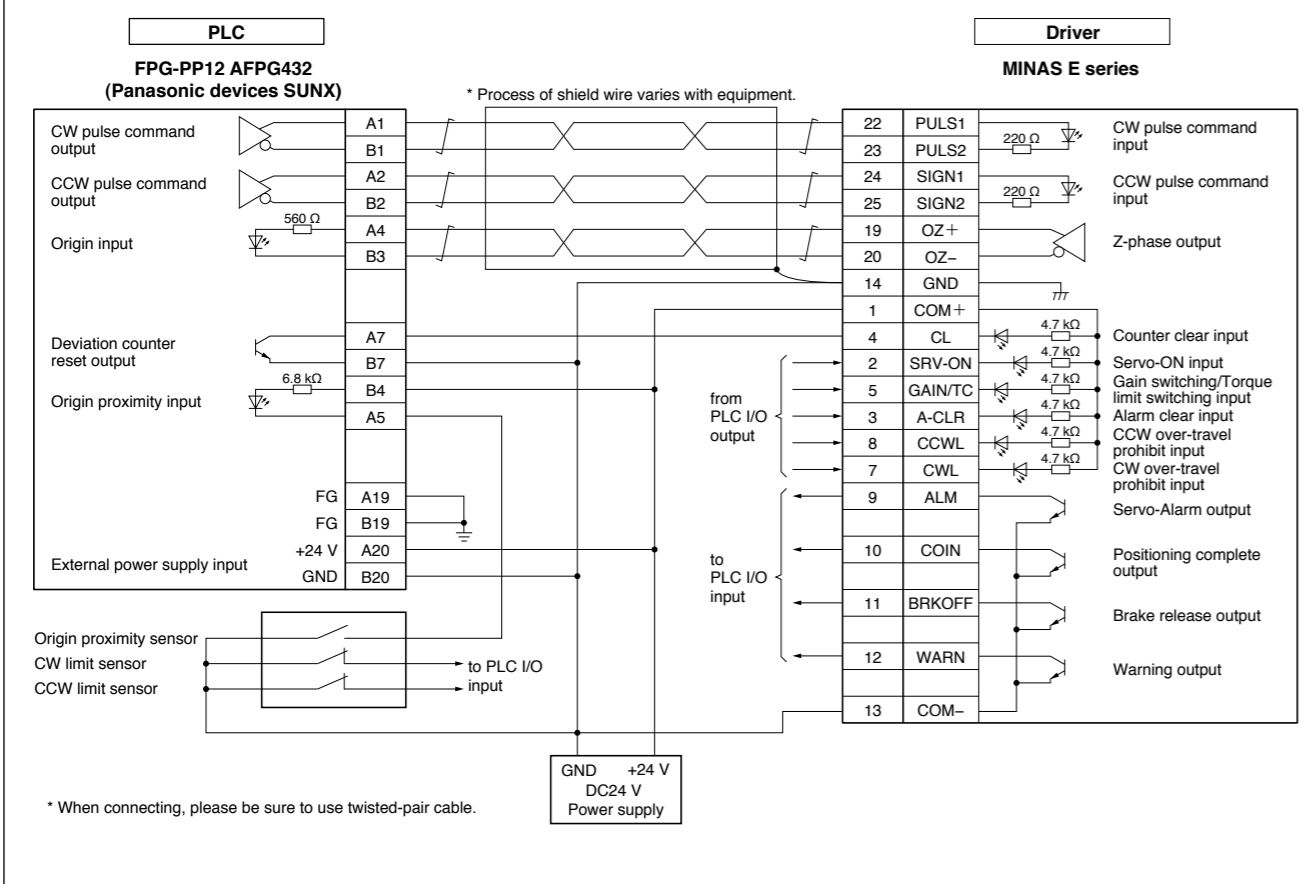 PLC
FPG-PP12 AFPG432
(Panasonic devices SUNX)
Driver
MINAS E series
* Process of shield wire varies with equipment.
CW pulse command
output
A1
B1
CCW pulse command
output
A2
B2
560 Ω
Origin input
A4
B3
Deviation counter
reset output
A7
B7
6.8 kΩ
Origin proximity input
B4
A5
FG A19
FG B19
External power supply input
+24 V A20
GND B20
Origin proximity sensor
CW limit sensor
CCW limit sensor
to PLC I/O
input
from
PLC I/O
output
to
PLC I/O
input
22 PULS1
23 PULS2
220 Ω
CW pulse command
input
24 SIGN1
25 SIGN2
220 Ω
CCW pulse command
input
19 OZ+
20 OZ−
Z-phase output
14 GND
1 COM+
4 CL 4.7 kΩ Counter clear input
2 SRV-ON 4.7 kΩ Servo-ON input
5 GAIN/TC 4.7 kΩ Gain switching/Torque
limit switching input
3 A-CLR 4.7 kΩ Alarm clear input
8 CCWL 4.7 kΩ CCW over-travel
prohibit input
7 CWL 4.7 kΩ CW over-travel
prohibit input
9 ALM Servo-Alarm output
10 COIN Positioning complete
output
11 BRKOFF Brake release output
12 WARN Warning output
13 COM−
GND +24 V
DC24 V
Power supply
* When connecting, please be sure to use twisted-pair cable.